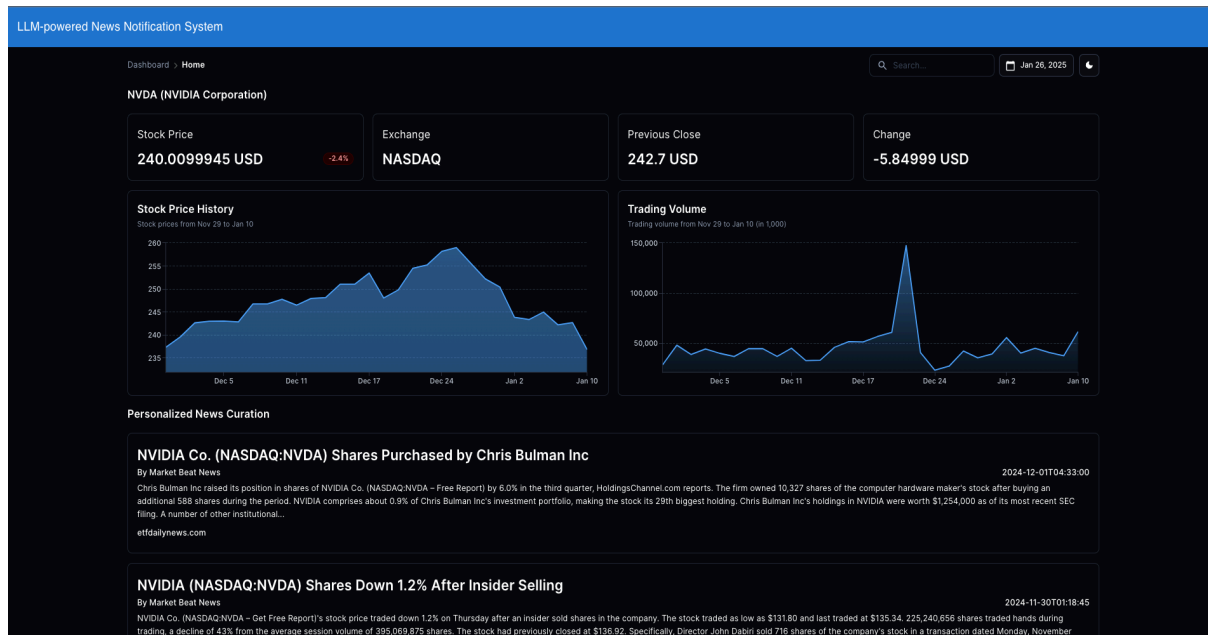 LLM-powered News Notification System
Dashboard > Home
Search...
Jan 26, 2025
NVDA (NVIDIA Corporation)
Stock Price
240.0099945 USD
-2.4%
Exchange
NASDAQ
Previous Close
242.7 USD
Change
-5.84999 USD
Stock Price History
Stock prices from Nov 29 to Jan 10
260
255
250
245
240
235
Dec 5 Dec 11 Dec 17 Dec 24 Jan 2 Jan 10
Trading Volume
Trading volume from Nov 29 to Jan 10 (in 1,000)
150,000
100,000
50,000
Dec 5 Dec 11 Dec 17 Dec 24 Jan 2 Jan 10
Personalized News Curation
NVIDIA Co. (NASDAQ:NVDA) Shares Purchased by Chris Bulman Inc
By Market Beat News 2024-12-01T04:33:00
Chris Bulman Inc raised its position in shares of NVIDIA Co. (NASDAQ:NVDA – Free Report) by 6.0% in the third quarter, HoldingsChannel.com reports. The firm owned 10,327 shares of the computer hardware maker's stock after buying an
additional 588 shares during the period. NVIDIA comprises about 0.9% of Chris Bulman Inc's investment portfolio, making the stock its 29th biggest holding. Chris Bulman Inc's holdings in NVIDIA were worth $1,254,000 as of its most recent SEC
filing. A number of other institutional...
etfdailynews.com
NVIDIA (NASDAQ:NVDA) Shares Down 1.2% After Insider Selling
By Market Beat News 2024-11-30T01:18:45
NVIDIA Co. (NASDAQ:NVDA – Get Free Report)'s stock price traded down 1.2% on Thursday after an insider sold shares in the company. The stock traded as low as $131.80 and last traded at $135.34. 225,240,656 shares traded hands during
trading, a decline of 43% from the average session volume of 395,069,875 shares. The stock had previously closed at $136.92. Specifically, Director John Dabiri sold 716 shares of the company's stock in a transaction dated Monday, November